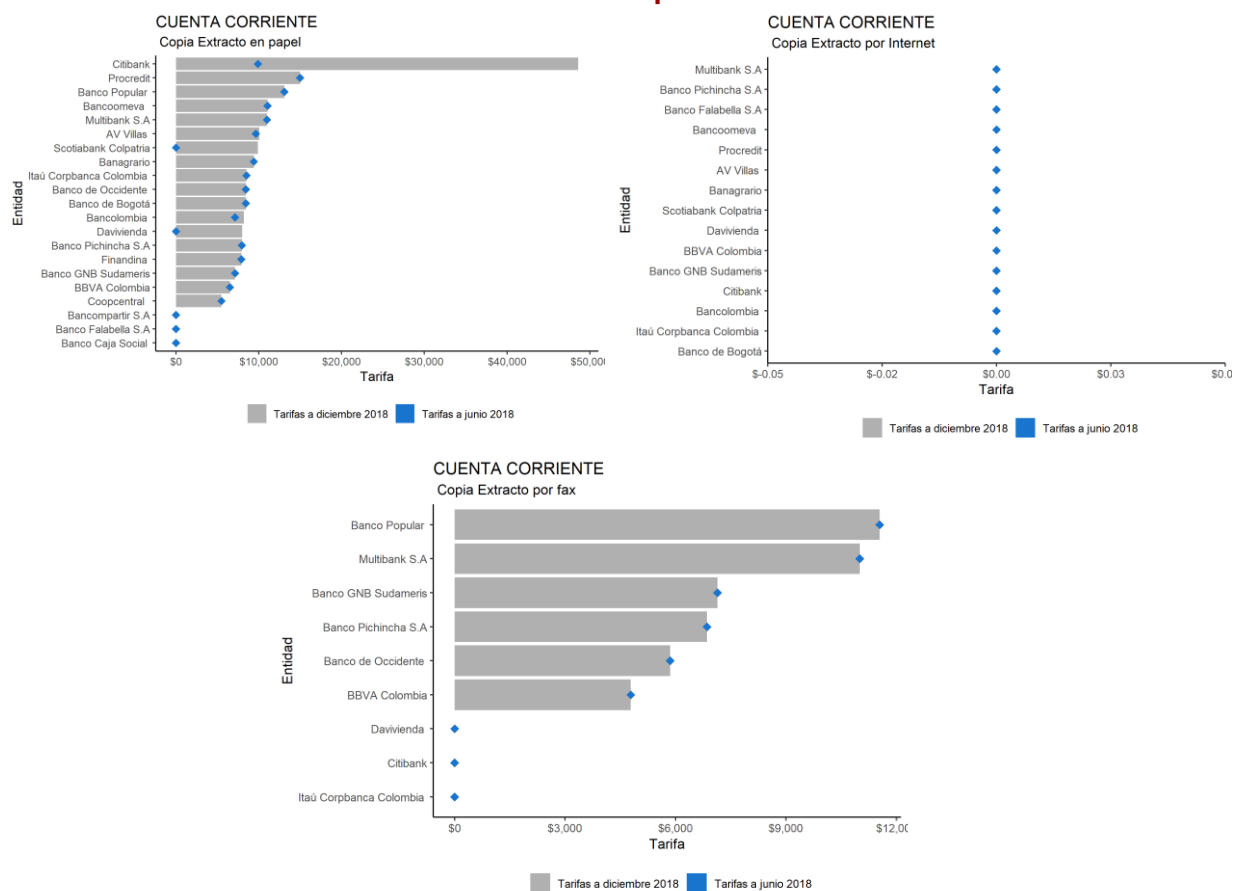 CUENTA CORRIENTE
Copia Extracto en papel
Entidad
Citibank
Procredit
Banco Popular
Bancoomeva
Multibank S.A
AV Villas
Scotiabank Colpatria
Banagrario
Itaú Corpbanca Colombia
Banco de Occidente
Banco de Bogotá
Bancolombia
Davivienda
Banco Pichincha S.A
Finandina
Banco GNB Sudameris
BBVA Colombia
Coopcentral
Bancompartir S.A
Banco Falabella S.A
Banco Caja Social
$0 $10,000 $20,000 $30,000 $40,000 $50,000
Tarifa
Tarifas a diciembre 2018 Tarifas a junio 2018
CUENTA CORRIENTE
Copia Extracto por Internet
Entidad
Multibank S.A
Banco Pichincha S.A
Banco Falabella S.A
Bancoomeva
Procredit
AV Villas
Banagrario
Scotiabank Colpatria
Davivienda
BBVA Colombia
Banco GNB Sudameris
Citibank
Bancolombia
Itaú Corpbanca Colombia
Banco de Bogotá
$-0.05 $-0.02 $0.00 $0.03
Tarifa
Tarifas a diciembre 2018 Tarifas a junio 2018
CUENTA CORRIENTE
Copia Extracto por fax
Entidad
Banco Popular
Multibank S.A
Banco GNB Sudameris
Banco Pichincha S.A
Banco de Occidente
BBVA Colombia
Davivienda
Citibank
Itaú Corpbanca Colombia
$0 $3,000 $6,000 $9,000
Tarifa
Tarifas a diciembre 2018 Tarifas a junio 2018